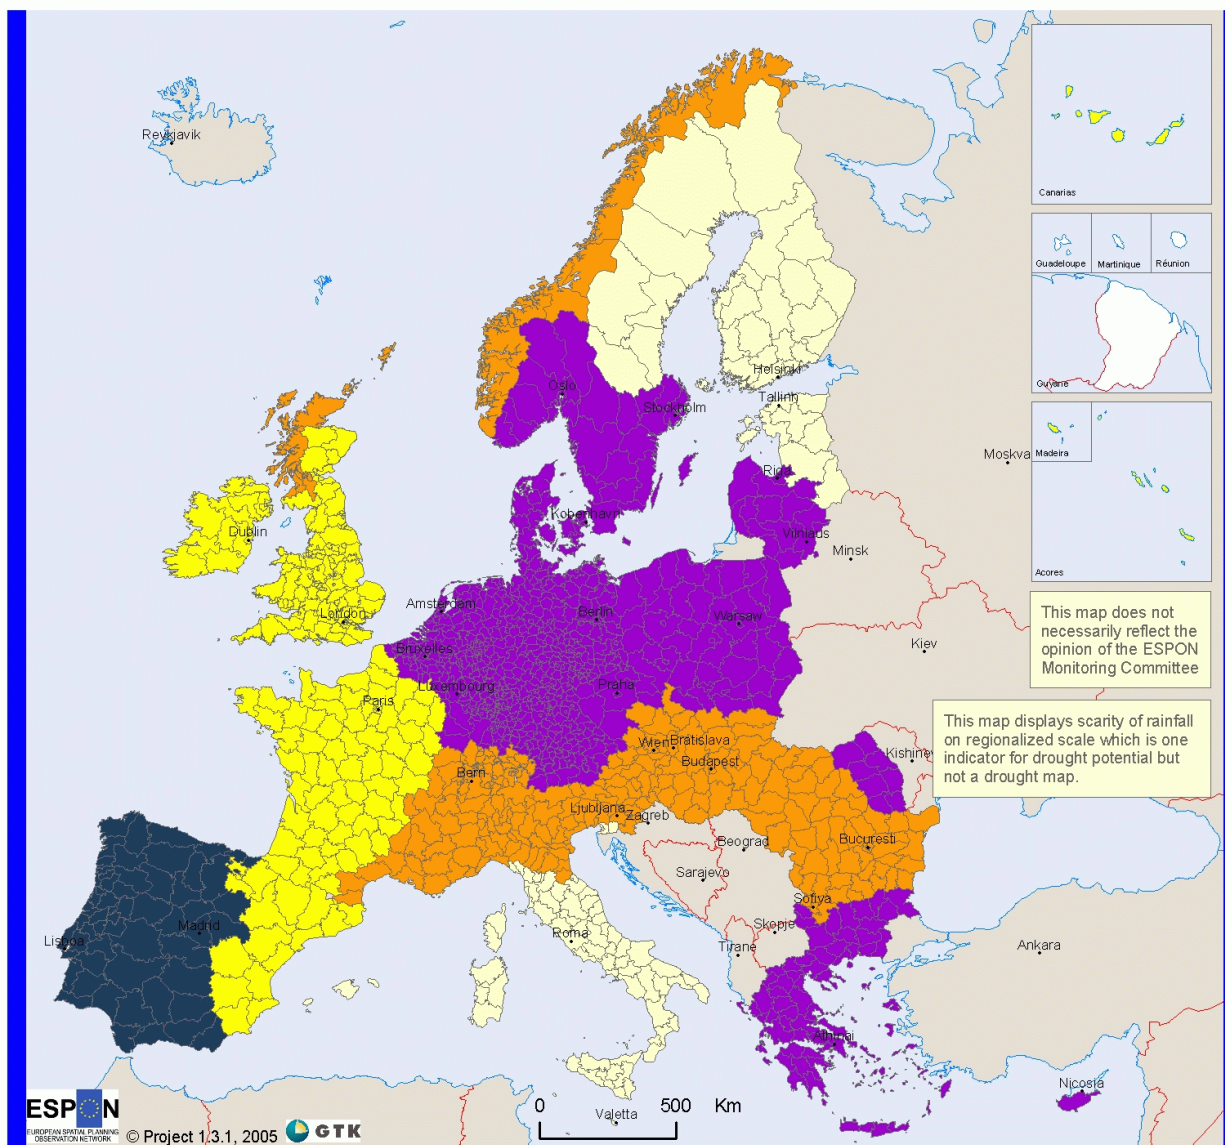 Reykjavik
Canarias
Guadeloupe
Martinique
Réunion
Guyane
Helsinki
Tallinn
Oslo
Stockholm
Madeira
Moskva
Riga
Dublin
Kobenhavn
Vilniaus
Minsk
Acores
Amsterdam
Berlin
London
Warsaw
Kiev
Bruxelles
Luxembourg
Praha
Paris
This map does not
necessarily reflect the
opinion of the ESPON
Monitoring Committee
This map displays scarity of rainfall
on regionalized scale which is one
indicator for drought potential but
not a drought map.
Wien
Bratislava
Kishinev
Budapest
Bern
Ljubljana
Zagreb
Beograd
Bucuresti
Sarajevo
Sofiya
Skopje
Madrid
Lisboa
Roma
Tirane
Ankara
Athinai
Nicosia
Valetta
0 500 Km
ESPON
EUROPEAN SPATIAL PLANNING
OBSERVATION NETWORK
© Project 1.3.1, 2005
GTK